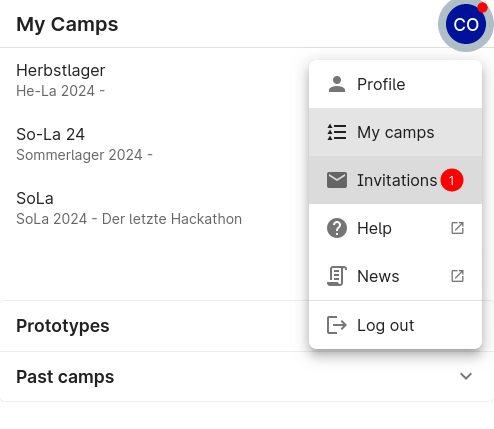 My Camps
CO
Herbstlager
He-La 2024 -
So-La 24
Sommerlager 2024 -
SoLa
SoLa 2024 - Der letzte Hackathon
Profile
My camps
Invitations 1
Help
News
Log out
Prototypes
Past camps